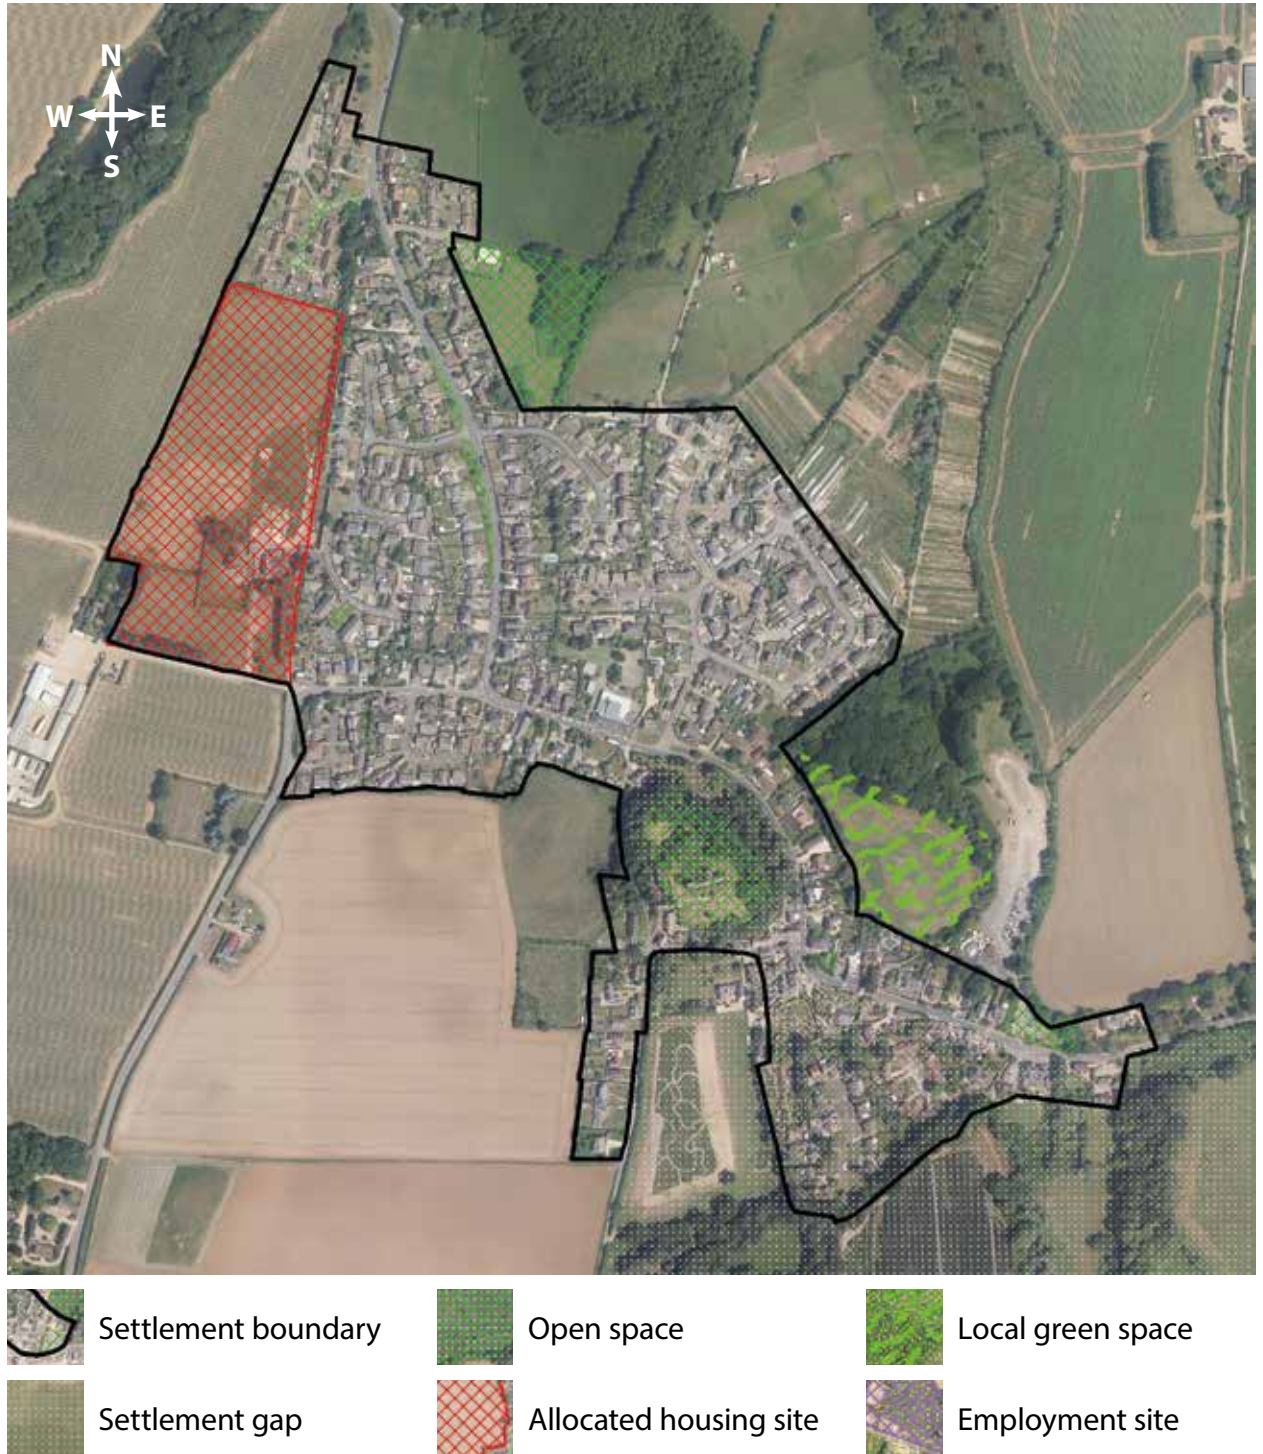 N
W E
S
Settlement boundary
Open space
Local green space
Settlement gap
Allocated housing site
Employment site